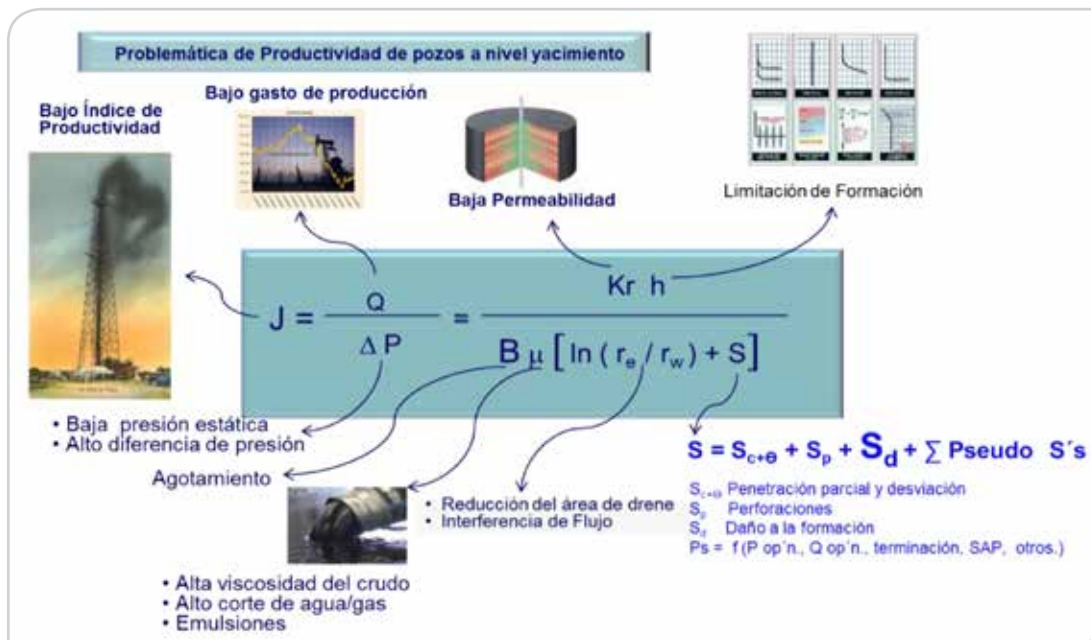 Problemática de Productividad de pozos a nivel yacimiento
Bajo Índice de
Productividad
Bajo gasto de producción
Baja Permeabilidad
Limitación de Formación
J = Q / Δ P = Kr h / B μ [ ln ( re / rw ) + S ]
• Baja presión estática
• Alto diferencia de presión
Agotamiento
• Alta viscosidad del crudo
• Alto corte de agua/gas
• Emulsiones
• Reducción del área de drene
• Interferencia de Flujo
S = Sc+Θ + Sp + Sd + ∑ Pseudo S´s
Sc+Θ Penetración parcial y desviación
Sp Perforaciones
Sd Daño a la formación
Ps = f (P op´n., Q op´n., terminación, SAP, otros.)